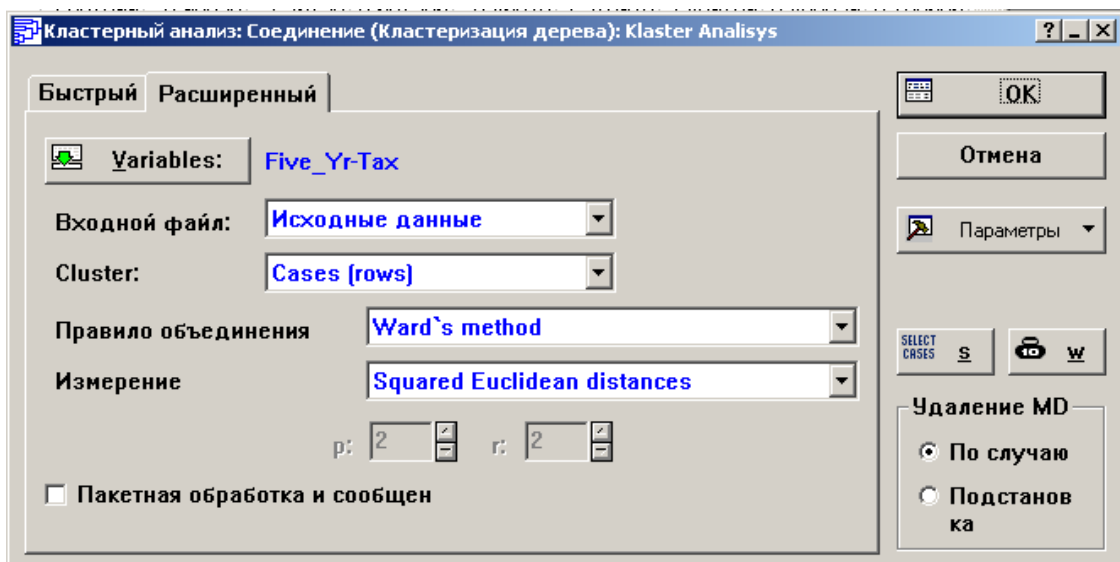 Кластерный анализ: Соединение (Кластеризация дерева): Klaster Analisys
Быстрый Расширенный
OK
Variables: Five_Yr-Tax
Отмена
Входной файл: Исходные данные
Параметры
Cluster: Cases (rows)
Правило объединения Ward`s method
SELECT CASES S W
Измерение Squared Euclidean distances
Удаление MD
p: 2 r: 2
По случаю
Пакетная обработка и сообщен
Подстанов
ка